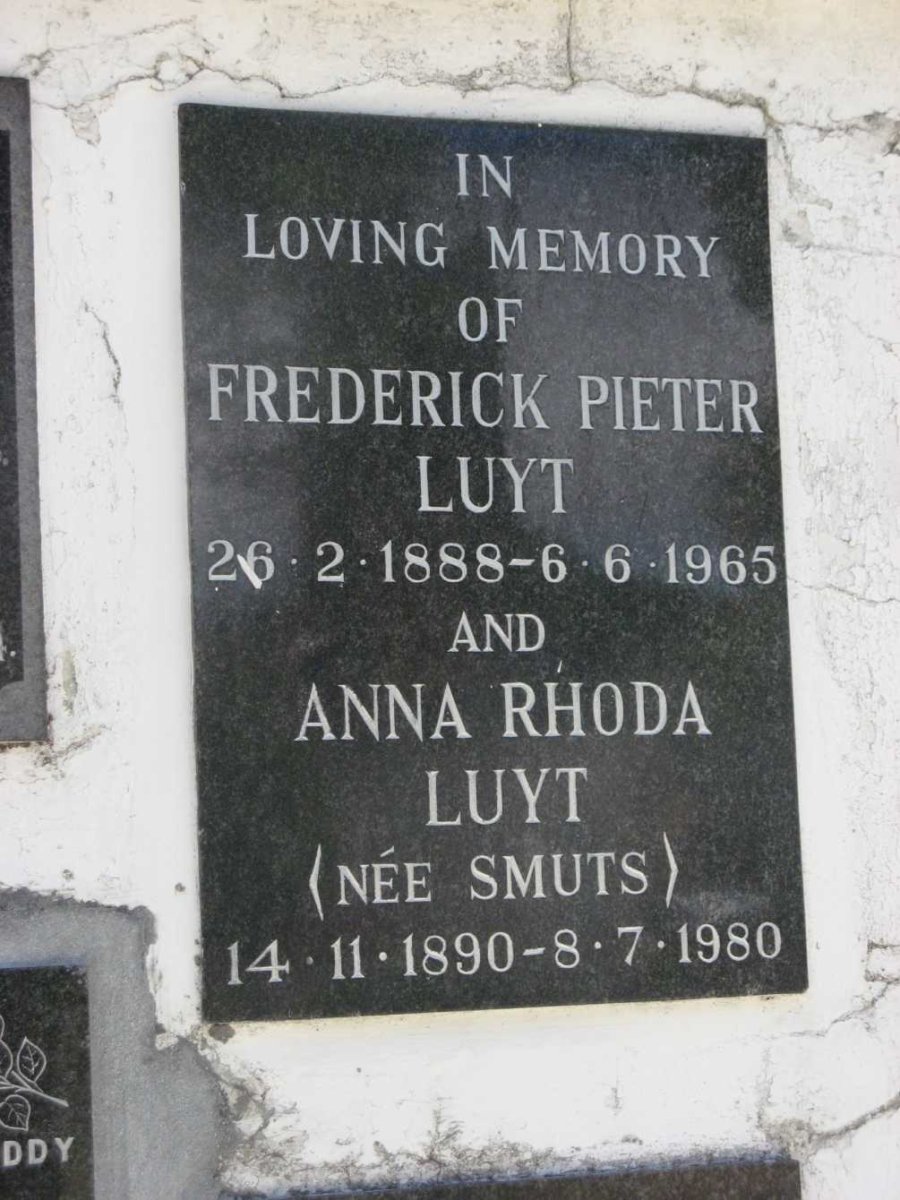 IN
LOVING MEMORY
OF
FREDERICK PIETER
LUYT
26·2·1888-6·6·1965
AND
ANNA RHODA
LUYT
(NÉE SMUTS)
14·11·1890-8·7·1980
DDY